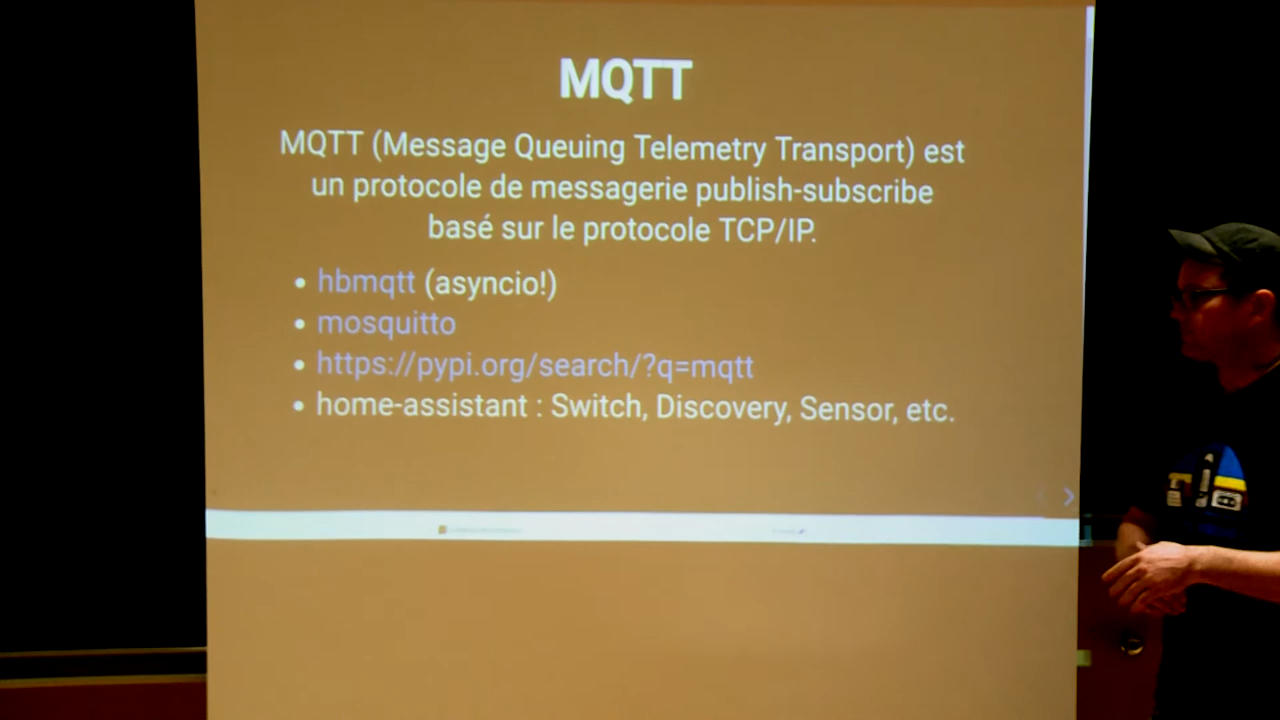 MQTT
MQTT (Message Queuing Telemetry Transport) est
un protocole de messagerie publish-subscribe
basé sur le protocole TCP/IP.
• hbmqtt (asyncio!)
• mosquitto
• https://pypi.org/search/?q=mqtt
• home-assistant : Switch, Discovery, Sensor, etc.